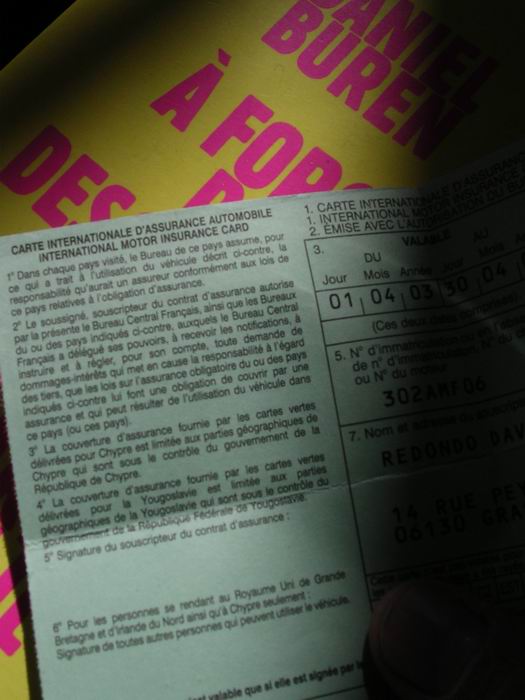 DANIEL
BUREN
À FOR
DES
CARTE INTERNATIONALE D'ASSURANCE AUTOMOBILE
INTERNATIONAL MOTOR INSURANCE CARD
1° Dans chaque pays visité, le Bureau de ce pays assume, pour
ce qui a trait à l'utilisation du véhicule décrit ci-contre, la
responsabilité qu'aurait un assureur conformément aux lois de
ce pays relatives à l'obligation d'assurance.
2° Le soussigné, souscripteur du contrat d'assurance autorise
par la présente le Bureau Central Français, ainsi que les Bureaux
du ou des pays indiqués ci-contre, auxquels le Bureau Central
Français a délégué ses pouvoirs, à recevoir les notifications, à
instruire et à régler, pour son compte, toute demande de
dommages-intérêts qui met en cause la responsabilité à l'égard
des tiers, que les lois sur l'assurance obligatoire du ou des pays
indiqués ci-contre lui font une obligation de couvrir par une
assurance et qui peut résulter de l'utilisation du véhicule dans
ce pays (ou ces pays).
3° La couverture d'assurance fournie par les cartes vertes
délivrées pour Chypre est limitée aux parties géographiques de
Chypre qui sont sous le contrôle du gouvernement de la
République de Chypre.
4° La couverture d'assurance fournie par les cartes vertes
délivrées pour la Yougoslavie est limitée aux parties
géographiques de la Yougoslavie qui sont sous le contrôle du
gouvernement de la République Fédérale de Yougoslavie.
5° Signature du souscripteur du contrat d'assurance :
6° Pour les personnes se rendant au Royaume Uni de Grande
Bretagne et d'Irlande du Nord ainsi qu'à Chypre seulement :
Signature de toutes autres personnes qui peuvent utiliser le véhicule.
valable que si elle est signée par
1. CARTE INTERNATIONALE D'ASSURANCE
1. INTERNATIONAL MOTOR INSURANCE
2. ÉMISE AVEC L'AUTORISATION DU
3. VALABLE
DU AU
Jour Mois Année Jour Mois
01 04 03 30 04
(Ces deux dates
5. N° d'immatriculation
de n° d'immatriculation
ou N° du moteur
302AMF06
7. Nom et adresse du
REDONDO DAV
14 RUE
06130 GRA